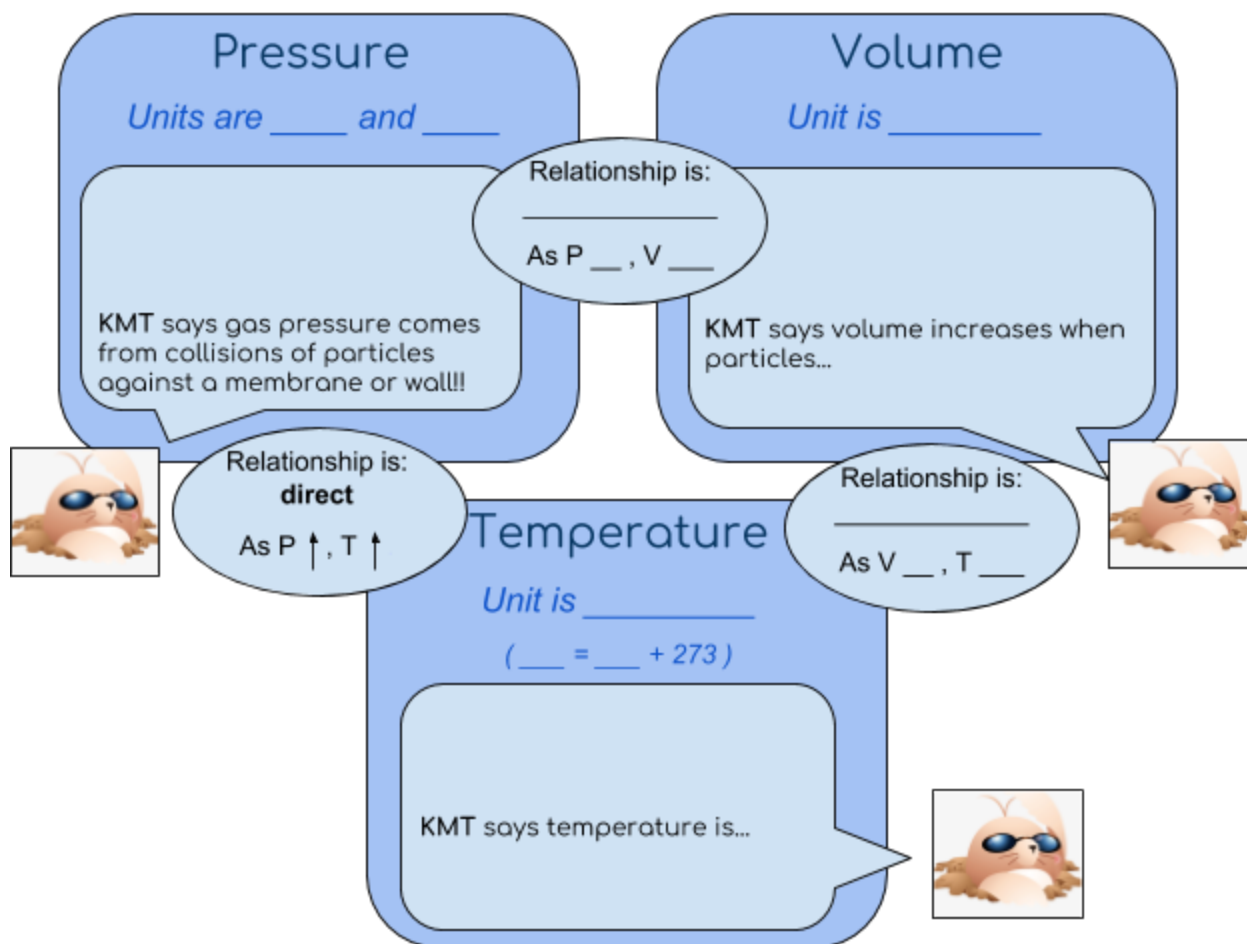 Pressure
Units are ____ and ____
KMT says gas pressure comes
from collisions of particles
against a membrane or wall!!
Relationship is:
______________
As P __ , V ___
Volume
Unit is ________
KMT says volume increases when
particles...
Relationship is:
direct
As P ↑ , T ↑
Temperature
Unit is _________
( ___ = ___ + 273 )
KMT says temperature is...
Relationship is:
______________
As V __ , T ___